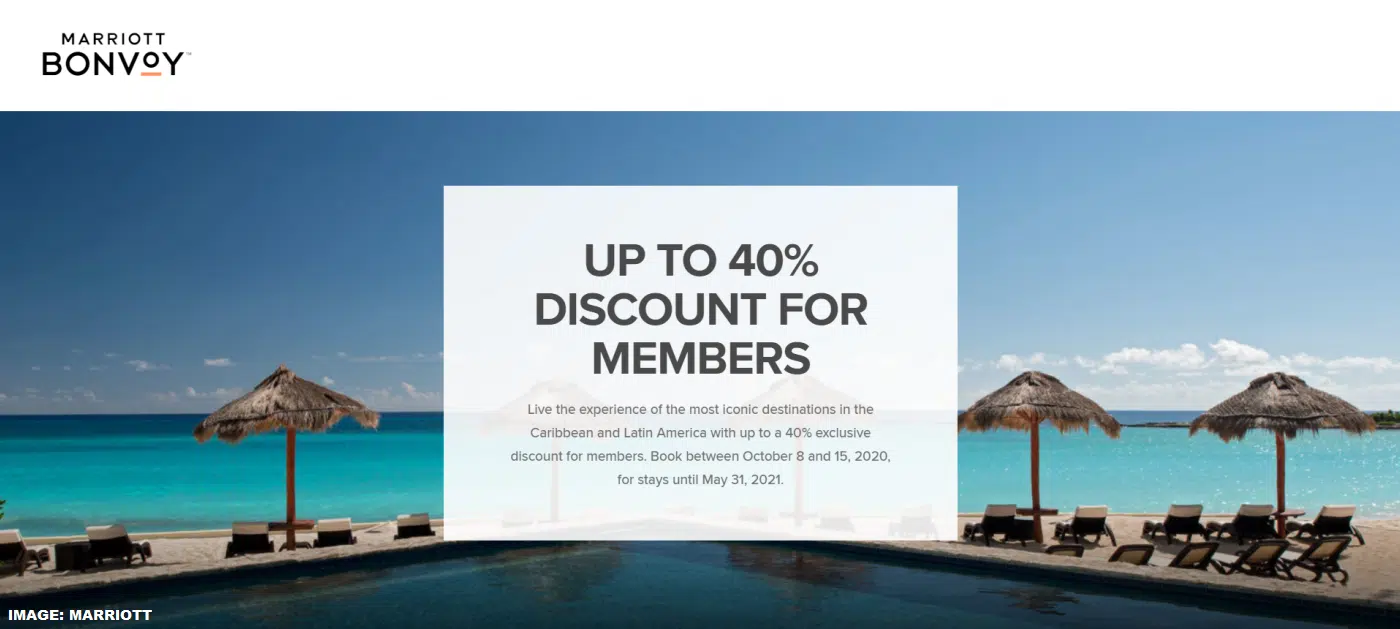 MARRIOTT
BONVOY™
UP TO 40%
DISCOUNT FOR
MEMBERS
Live the experience of the most iconic destinations in the
Caribbean and Latin America with up to a 40% exclusive
discount for members. Book between October 8 and 15, 2020,
for stays until May 31, 2021.
IMAGE: MARRIOTT